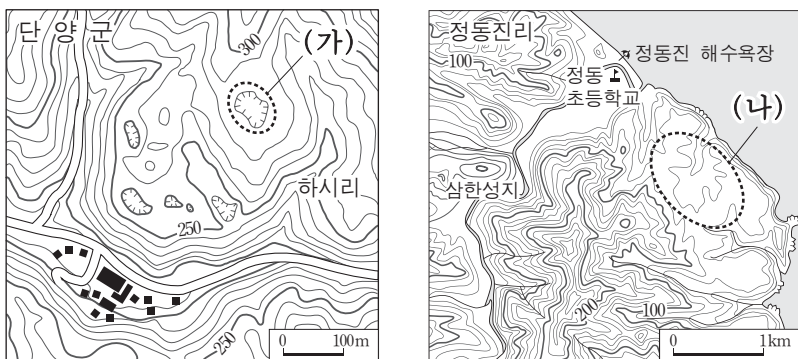 단양군
300
(가)
하시리
250
250
0 100m
정동진리
100
정동진 해수욕장
정동
초등학교
(나)
삼한성지
200
100
0 1km